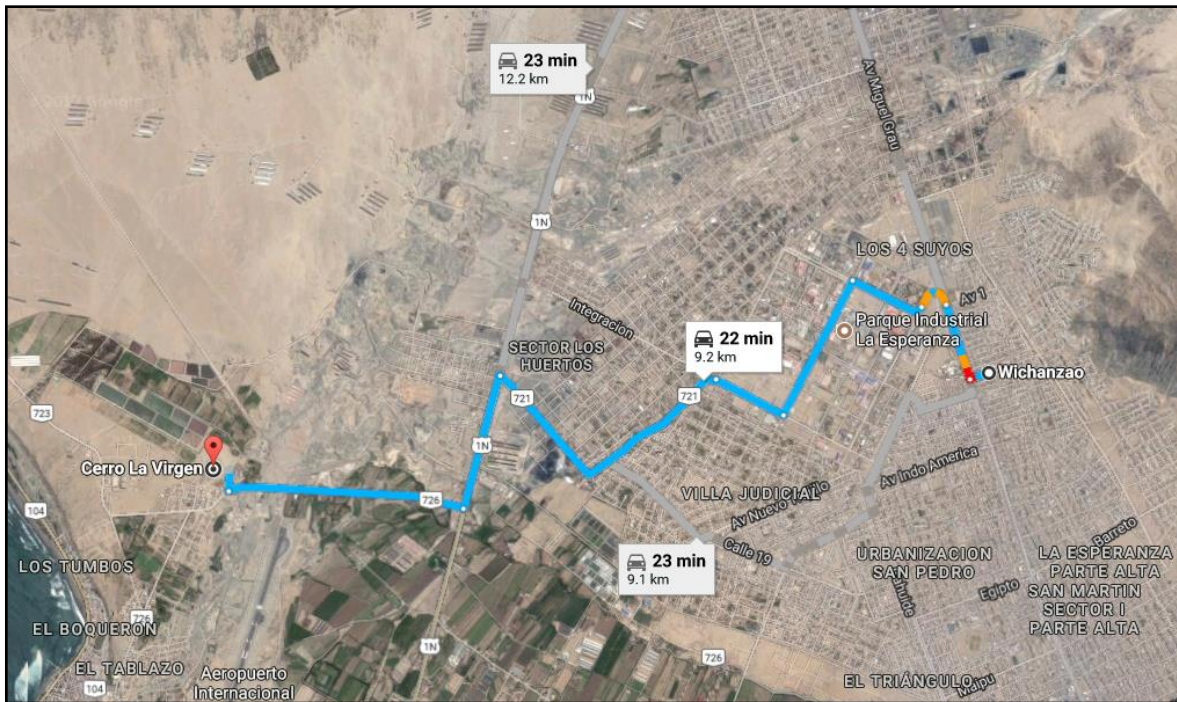 23 min
12.2 km
1N
Av Miguel Grau
1N
LOS 4 SUYOS
Av 1
Integracion
Parque Industrial
La Esperanza
SECTOR LOS
HUERTOS
22 min
9.2 km
Wichanzao
721
721
723
1N
Cerro La Virgen
726
104
VILLA JUDICIAL
Av Indo America
Calle 19
23 min
9.1 km
URBANIZACION
SAN PEDRO
Barreto
LA ESPERANZA
PARTE ALTA
SAN MARTIN
SECTOR I
PARTE ALTA
Egipto
LOS TUMBOS
726
EL BOQUERON
1N
EL TABLAZO
104
Aeropuerto
Internacional
726
EL TRIÁNGULO
Maipu